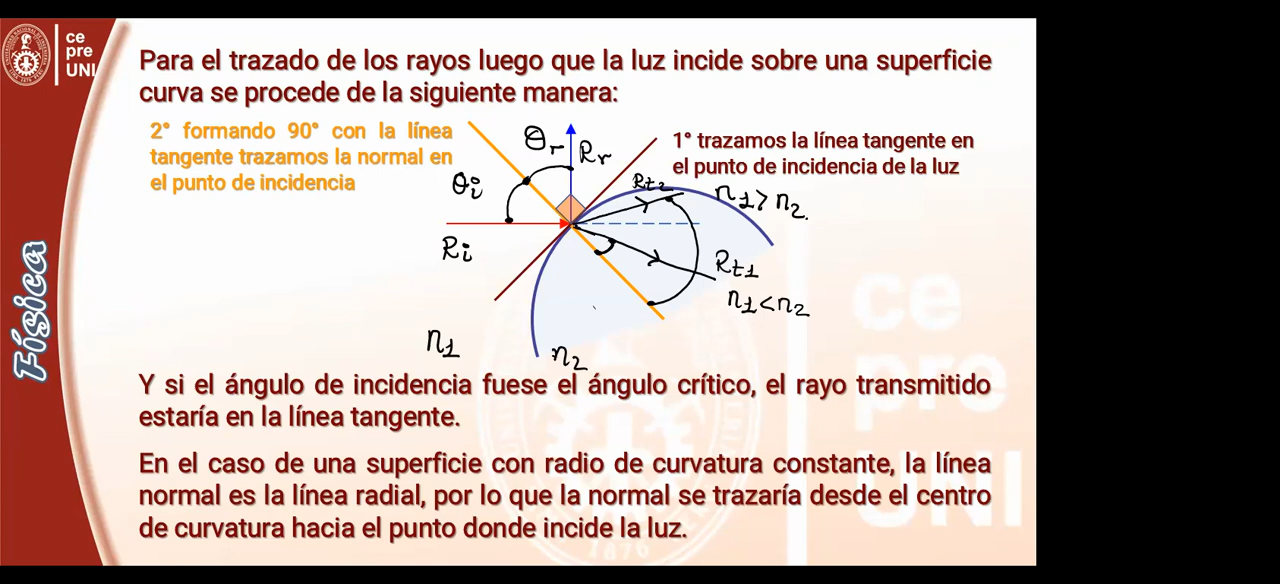 ce
pre
UNI
Para el trazado de los rayos luego que la luz incide sobre una superficie
curva se procede de la siguiente manera:
2° formando 90° con la línea
tangente trazamos la normal en
el punto de incidencia
1° trazamos la línea tangente en
el punto de incidencia de la luz
θr
Rr
θi
Ri
Rt2
n1>n2.
Rt1
n1<n2
n1
n2
Física
Y si el ángulo de incidencia fuese el ángulo crítico, el rayo transmitido
estaría en la línea tangente.
En el caso de una superficie con radio de curvatura constante, la línea
normal es la línea radial, por lo que la normal se trazaría desde el centro
de curvatura hacia el punto donde incide la luz.
ce
pre
UNI
1876